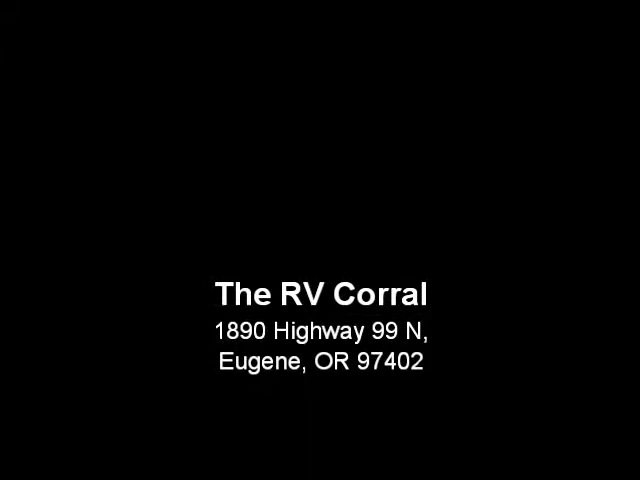 The RV Corral
1890 Highway 99 N,
Eugene, OR 97402